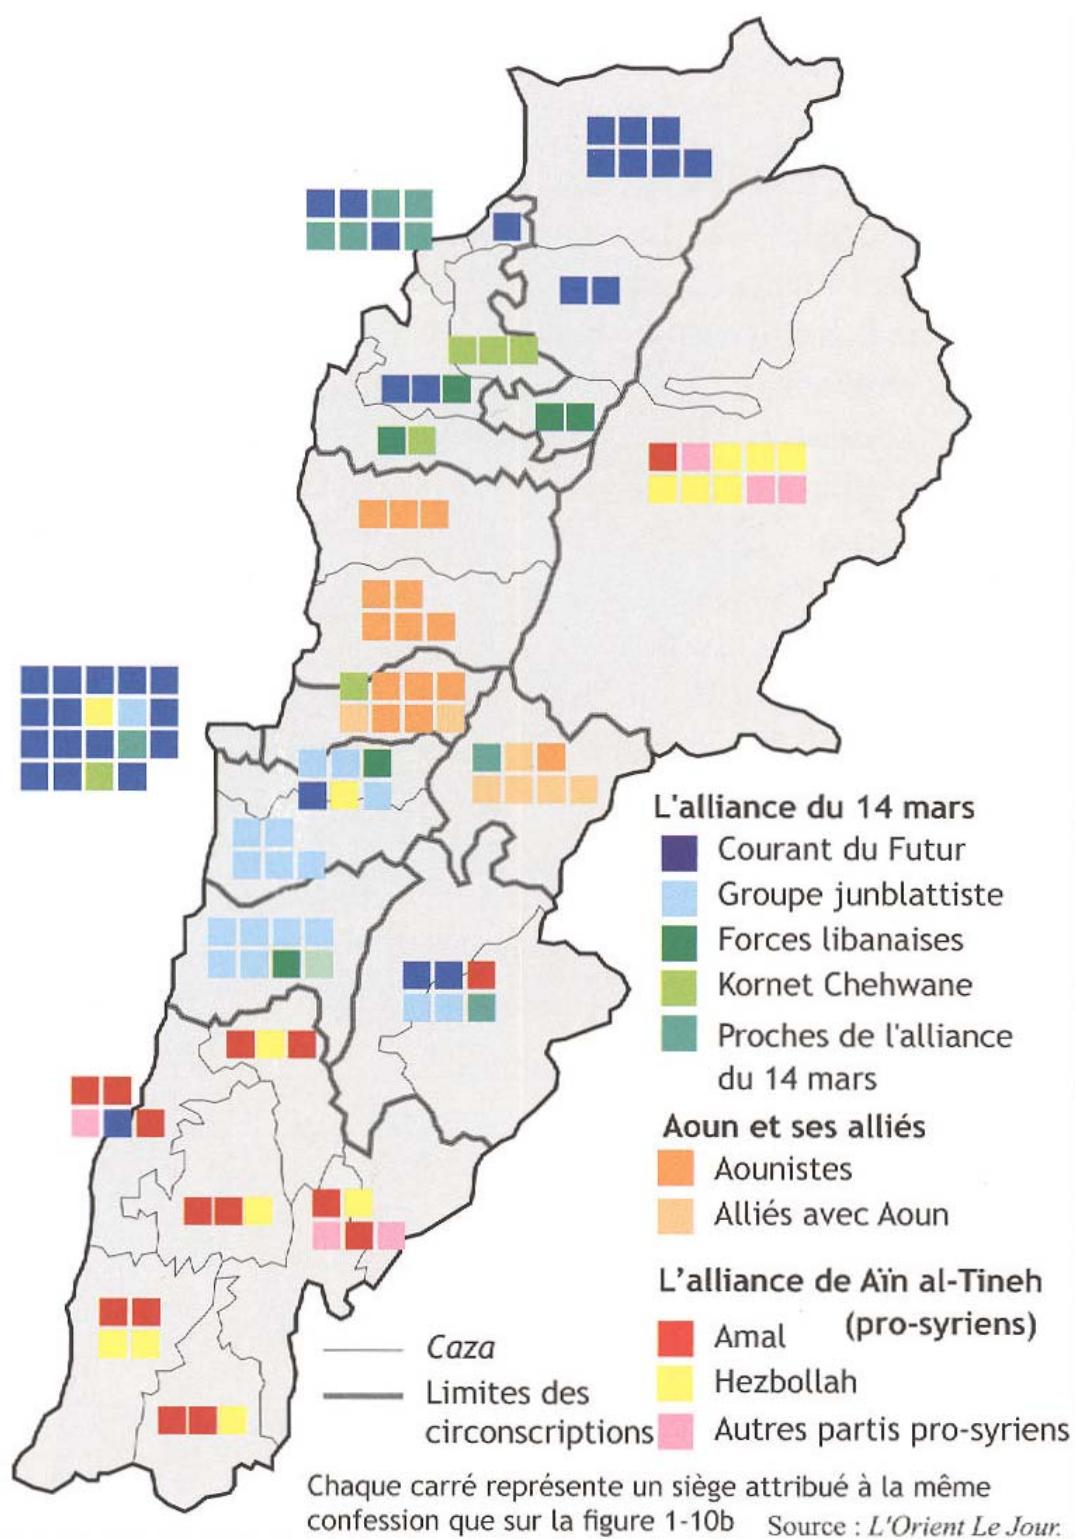 L'alliance du 14 mars
Courant du Futur
Groupe junblattiste
Forces libanaises
Kornet Chehwane
Proches de l'alliance
du 14 mars
Aoun et ses alliés
Aounistes
Alliés avec Aoun
L'alliance de Aïn al-Tineh
(pro-syriens)
Amal
Hezbollah
Autres partis pro-syriens
Caza
Limites des
circonscriptions
Chaque carré représente un siège attribué à la même
confession que sur la figure 1-10b
Source : L'Orient Le Jour.